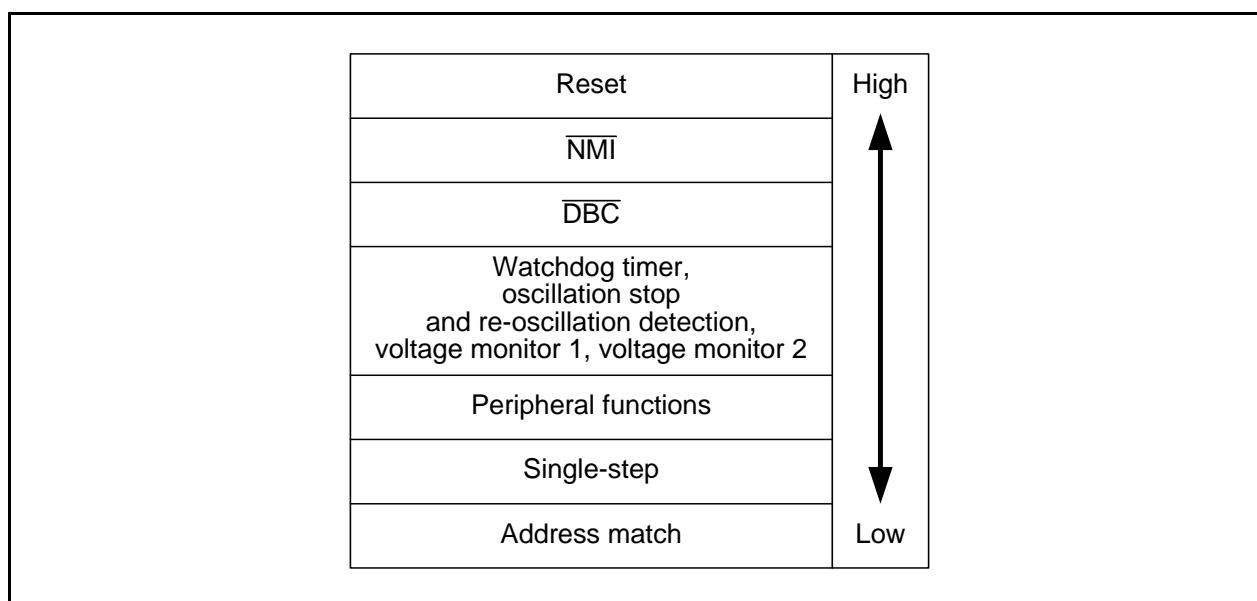 Reset
High
NMI
DBC
Watchdog timer,
oscillation stop
and re-oscillation detection,
voltage monitor 1, voltage monitor 2
Peripheral functions
Single-step
Address match
Low